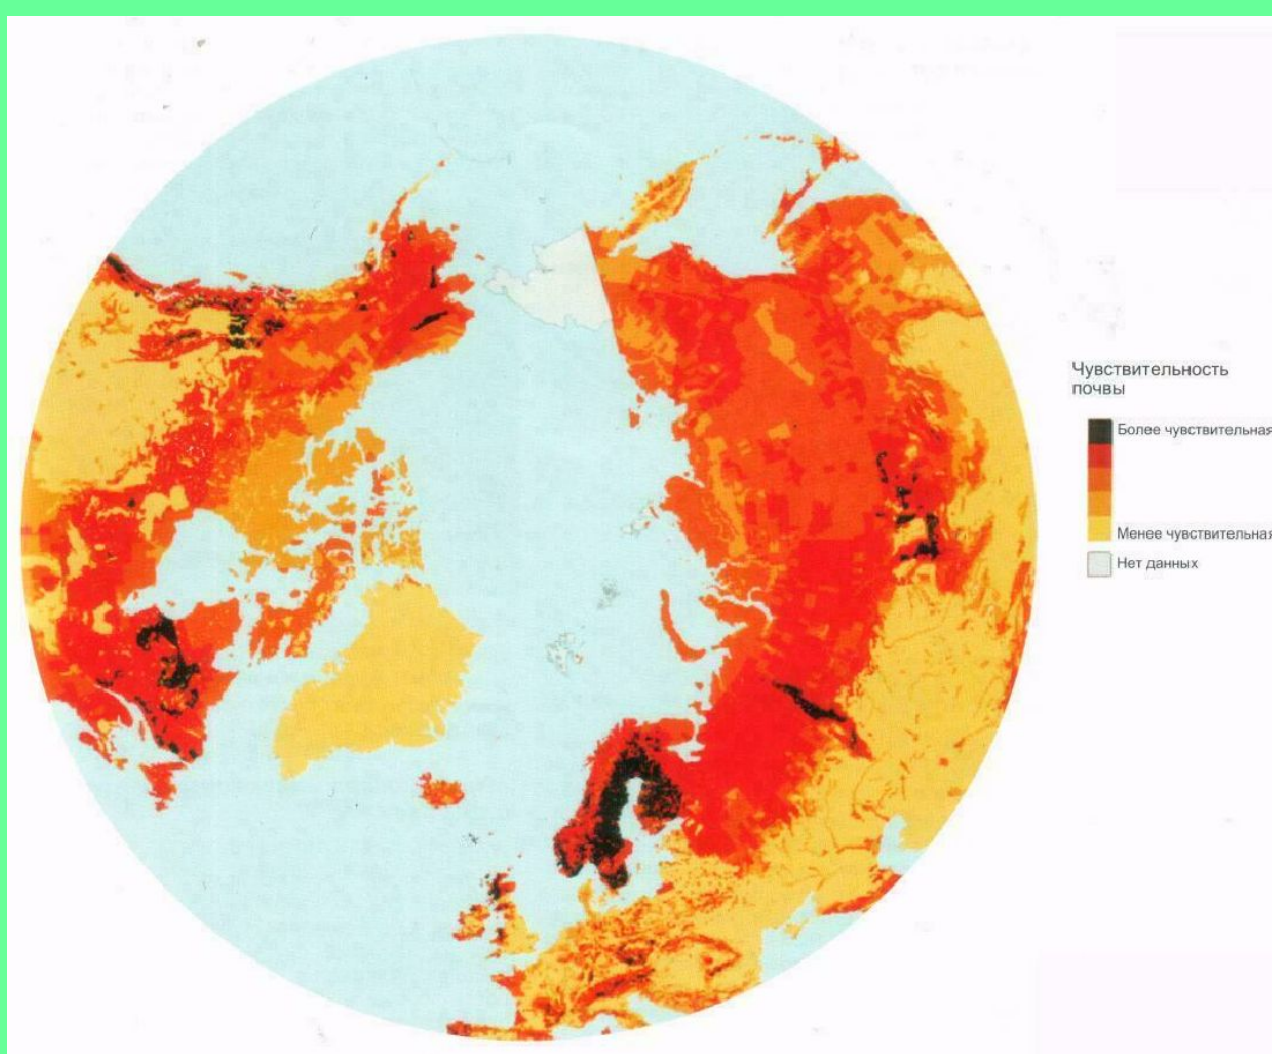 Чувствительность
почвы
Более чувствительная
Менее чувствительная
Нет данных